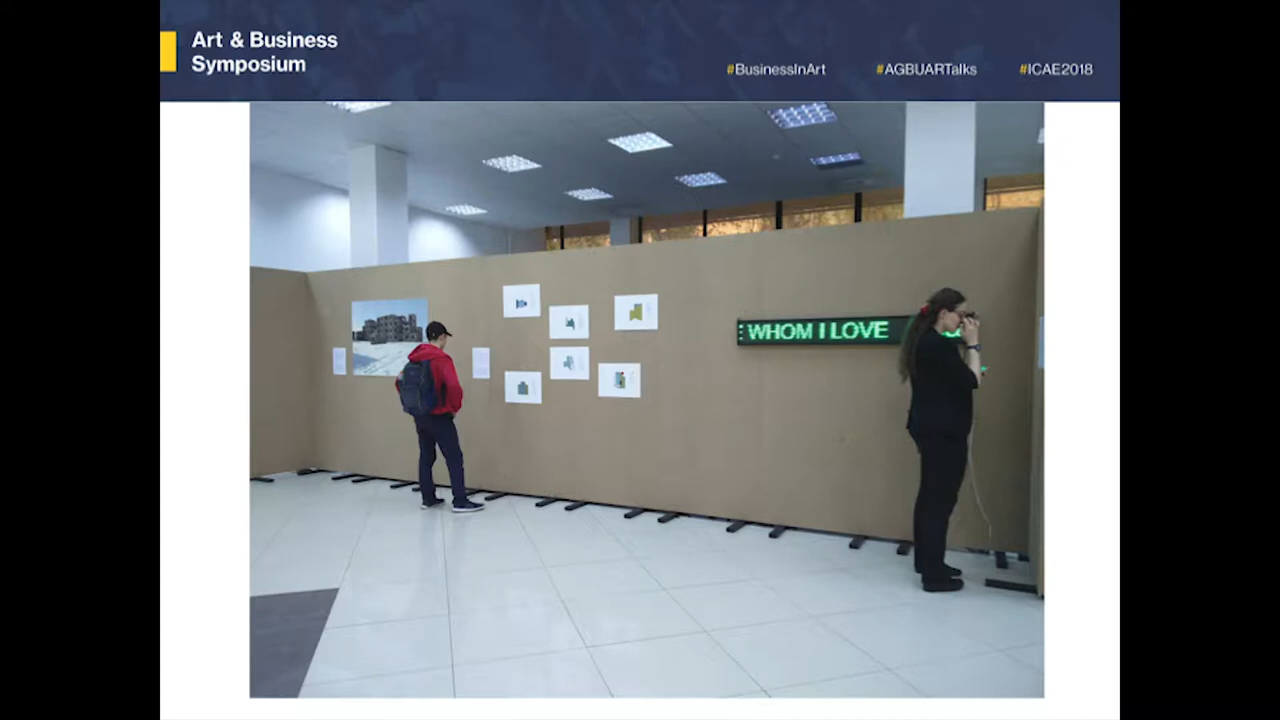 Art & Business
Symposium
#BusinessInArt #AGBUARTalks #ICAE2018
WHOM I LOVE